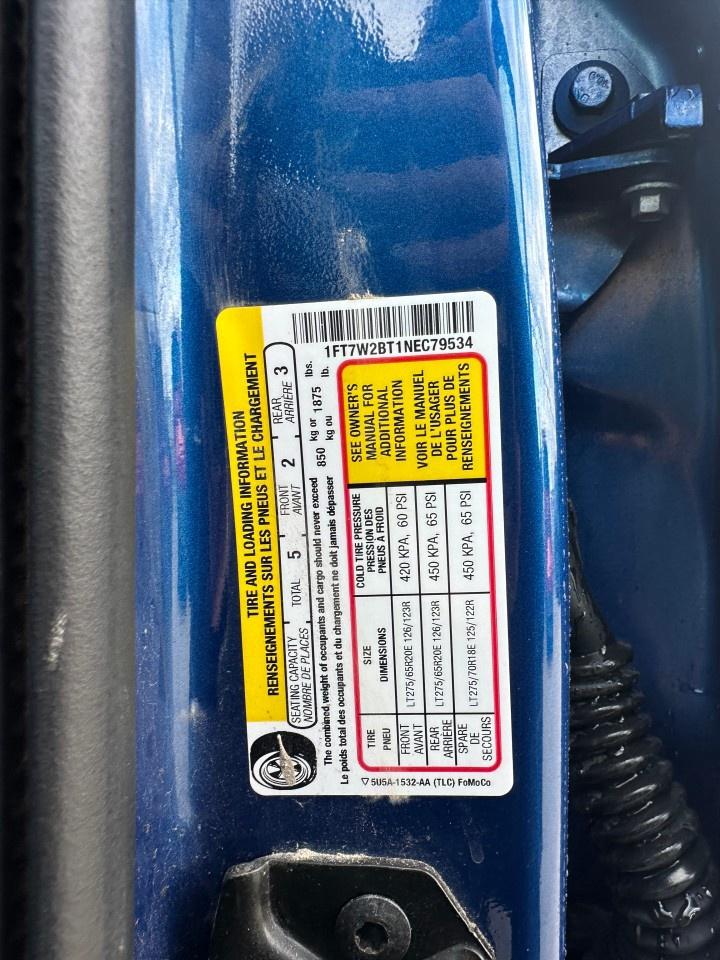 TIRE AND LOADING INFORMATION
RENSEIGNEMENTS SUR LES PNEUS ET LE CHARGEMENT
SEATING CAPACITY TOTAL 5 FRONT 2 REAR 3
NOMBRE DE PLACES AVANT ARRIÈRE
The combined weight of occupants and cargo should never exceed 850 kg or 1875 lbs.
Le poids total des occupants et du chargement ne doit jamais dépasser kg ou lb.
1FT7W2BT1NEC79534
TIRE SIZE COLD TIRE PRESSURE
PNEU DIMENSIONS PRESSION DES
PNEUS À FROID
FRONT LT275/65R20E 126/123R 420 KPA, 60 PSI
AVANT
REAR LT275/65R20E 126/123R 450 KPA, 65 PSI
ARRIÈRE
SPARE LT275/70R18E 125/122R 450 KPA, 65 PSI
DE
SECOURS
SEE OWNER'S
MANUAL FOR
ADDITIONAL
INFORMATION
VOIR LE MANUEL
DE L'USAGER
POUR PLUS DE
RENSEIGNEMENTS
5U5A-1532-AA (TLC) FoMoCo